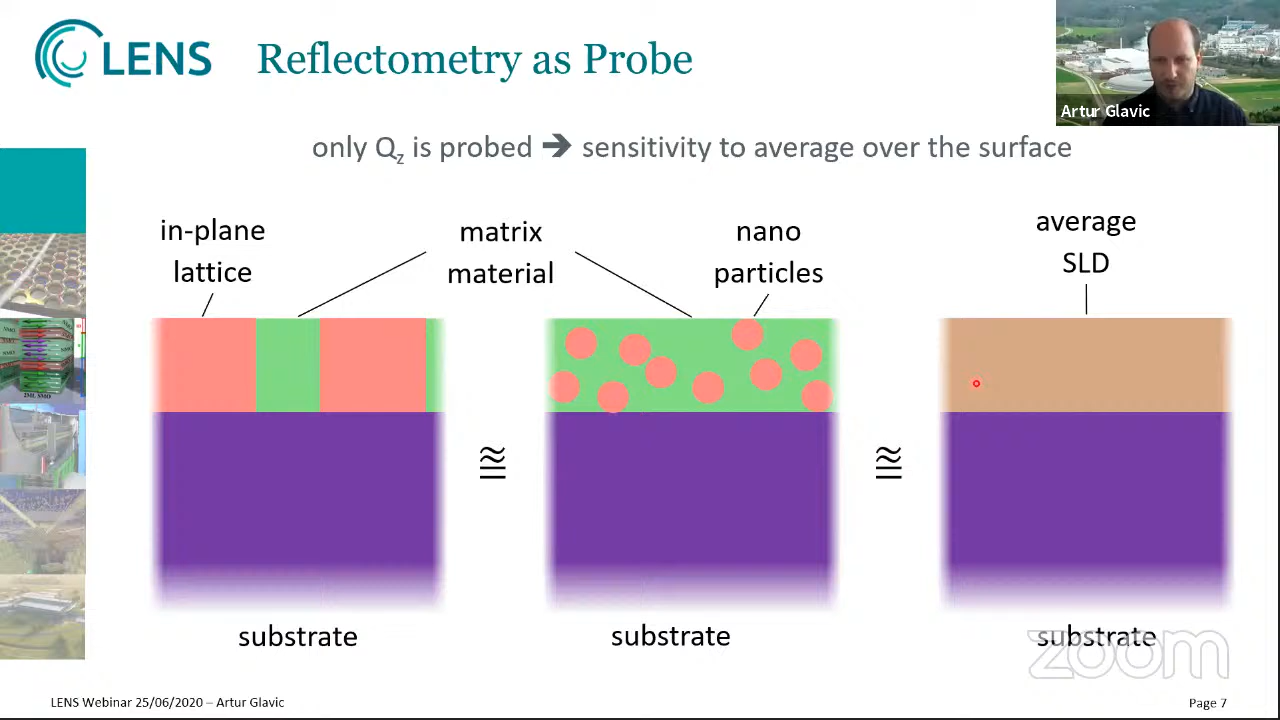 LENS
Reflectometry as Probe
Artur Glavic
only Qz is probed ➔ sensitivity to average over the surface
in-plane
lattice
matrix
material
nano
particles
average
SLD
≊
≊
substrate
substrate
substrate
zoom
LENS Webinar 25/06/2020 – Artur Glavic
Page 7